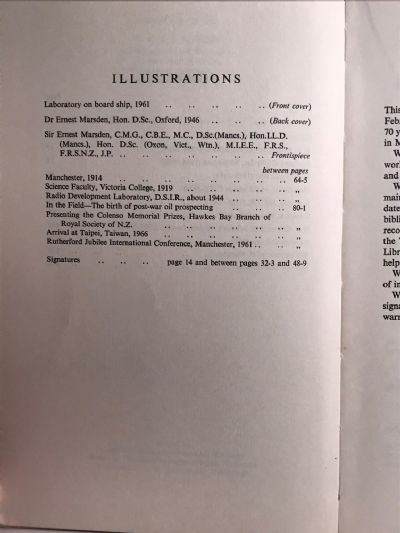 ILLUSTRATIONS
Laboratory on board ship, 1961 .. .. .. .. .. (Front cover)
Dr Ernest Marsden, Hon. D.Sc., Oxford, 1946 .. .. .. (Back cover)
Sir Ernest Marsden, C.M.G., C.B.E., M.C., D.Sc.(Mancs.), Hon.LL.D.
(Mancs.), Hon. D.Sc. (Oxon, Vict., Wtn.), M.I.E.E., F.R.S.,
F.R.S.N.Z., J.P. .. .. .. .. .. .. Frontispiece
between pages
Manchester, 1914 .. .. .. .. .. .. .. .. 64-5
Science Faculty, Victoria College, 1919 .. .. .. .. .. „
Radio Development Laboratory, D.S.I.R., about 1944 .. .. .. „
In the Field—The birth of post-war oil prospecting .. .. .. 80-1
Presenting the Colenso Memorial Prizes, Hawkes Bay Branch of
Royal Society of N.Z. .. .. .. .. .. .. .. „
Arrival at Taipei, Taiwan, 1966 .. .. .. .. .. .. „
Rutherford Jubilee International Conference, Manchester, 1961 .. .. „
Signatures .. .. .. page 14 and between pages 32-3 and 48-9
This
Feb
70 y
in M
W
worl
and
W
main
date
bibli
reco
the
Libr
help
W
of in
W
signa
warr